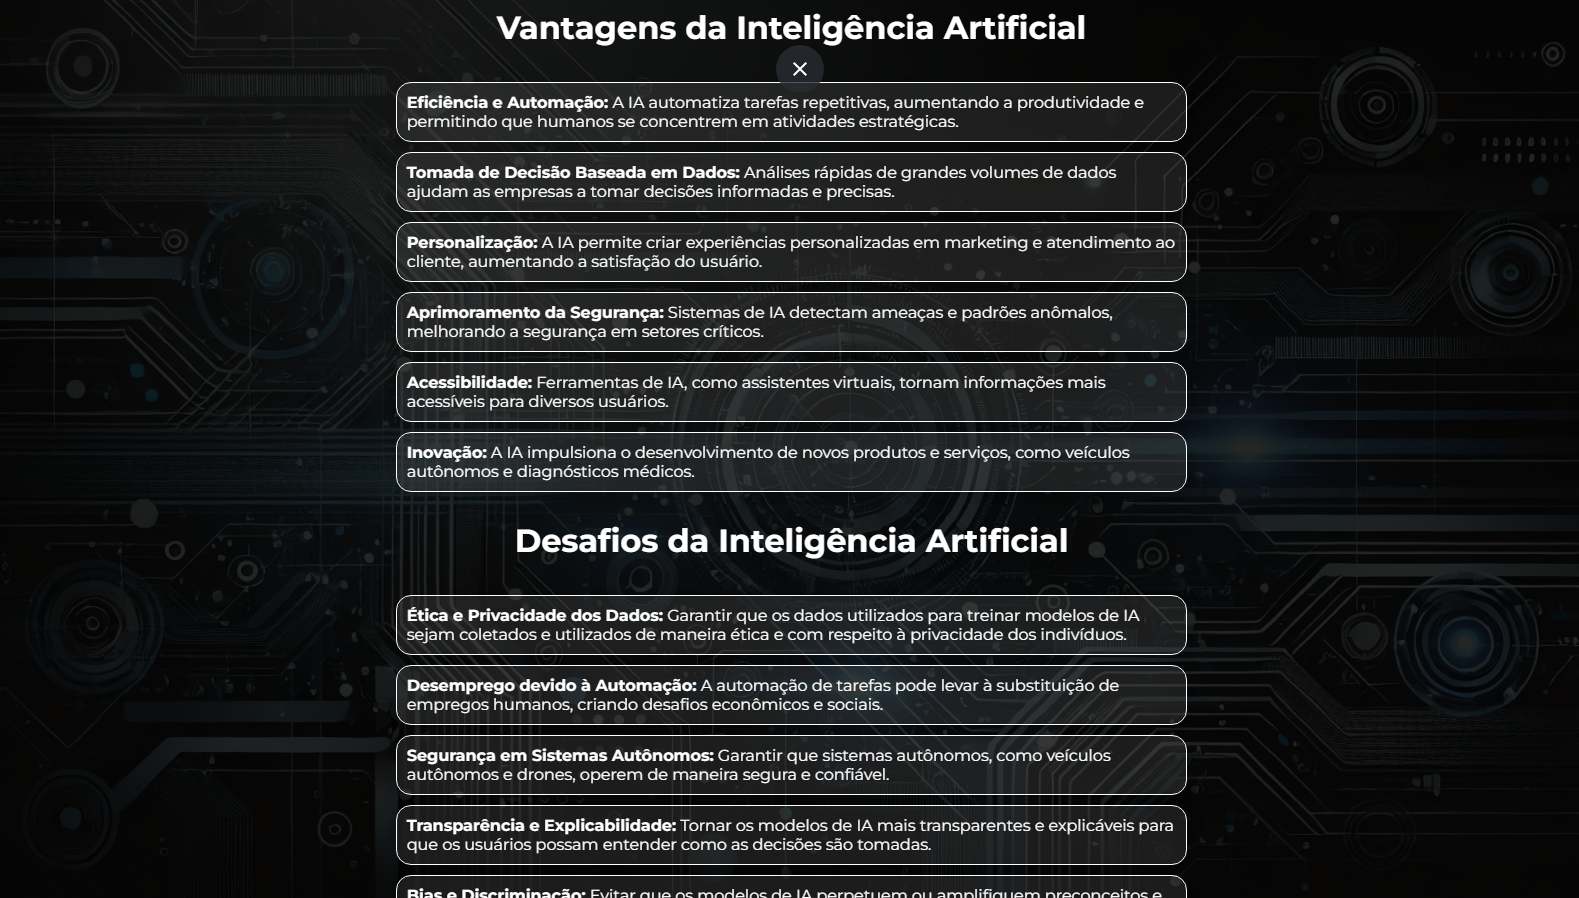 Vantagens da Inteligência Artificial
Eficiência e Automação: A IA automatiza tarefas repetitivas, aumentando a produtividade e
permitindo que humanos se concentrem em atividades estratégicas.
Tomada de Decisão Baseada em Dados: Análises rápidas de grandes volumes de dados
ajudam as empresas a tomar decisões informadas e precisas.
Personalização: A IA permite criar experiências personalizadas em marketing e atendimento ao
cliente, aumentando a satisfação do usuário.
Aprimoramento da Segurança: Sistemas de IA detectam ameaças e padrões anômalos,
melhorando a segurança em setores críticos.
Acessibilidade: Ferramentas de IA, como assistentes virtuais, tornam informações mais
acessíveis para diversos usuários.
Inovação: A IA impulsiona o desenvolvimento de novos produtos e serviços, como veículos
autônomos e diagnósticos médicos.
Desafios da Inteligência Artificial
Ética e Privacidade dos Dados: Garantir que os dados utilizados para treinar modelos de IA
sejam coletados e utilizados de maneira ética e com respeito à privacidade dos indivíduos.
Desemprego devido à Automação: A automação de tarefas pode levar à substituição de
empregos humanos, criando desafios econômicos e sociais.
Segurança em Sistemas Autônomos: Garantir que sistemas autônomos, como veículos
autônomos e drones, operem de maneira segura e confiável.
Transparência e Explicabilidade: Tornar os modelos de IA mais transparentes e explicáveis para
que os usuários possam entender como as decisões são tomadas.
Bias e Discriminação: Evitar que os modelos de IA perpetuem ou amplifiquem preconceitos e